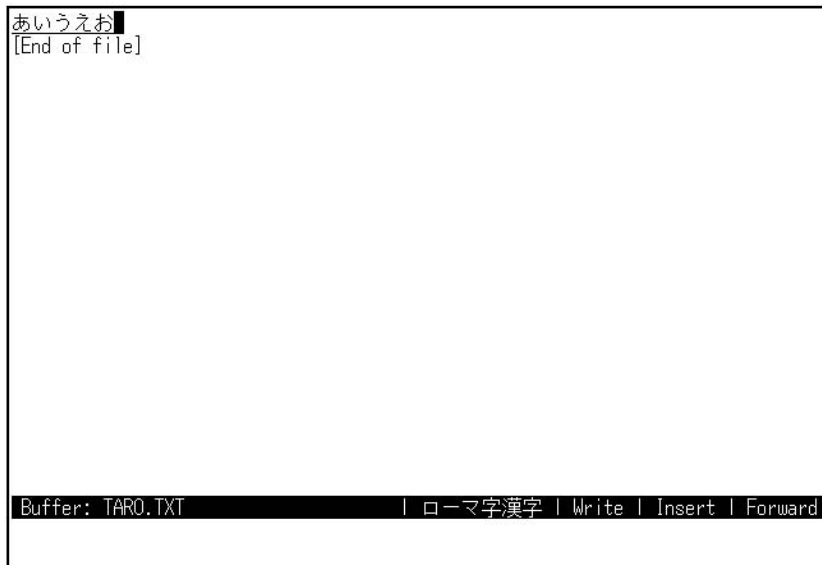 あいうえお
[End of file]
Buffer: TARO.TXT | ローマ字漢字 | Write | Insert | Forward